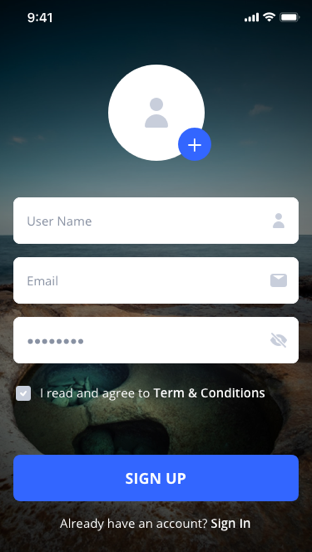 9:41
User Name
Email
I read and agree to Term & Conditions
SIGN UP
Already have an account? Sign In